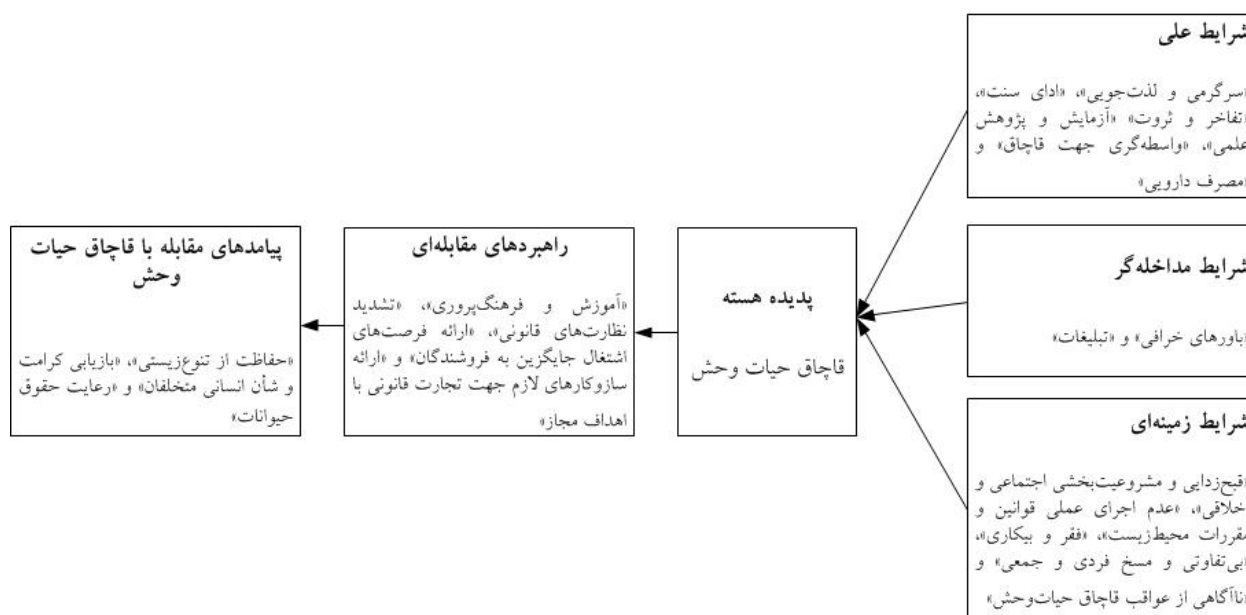 شرایط علی
«سرگرمی و لذت‌جویی»، «ادای سنت»،
«تفاخر و ثروت» «آزمایش و پژوهش
علمی»، «واسطه‌گری جهت قاچاق» و
«مصرف دارویی»
شرایط مداخله‌گر
«باورهای خرافی» و «تبلیغات»
شرایط زمینه‌ای
«قبح‌زدایی و مشروعیت‌بخشی اجتماعی و
اخلاقی»، «عدم اجرای عملی قوانین و
مقررات محیط‌زیست»، «فقر و بیکاری»،
«بی‌تفاوتی و مسخ فردی و جمعی» و
«ناآگاهی از عواقب قاچاق حیات‌وحش»
پدیده هسته
قاچاق حیات وحش
راهبردهای مقابله‌ای
«آموزش و فرهنگ‌پروری»، «تشدید
نظارت‌های قانونی»، «ارائه فرصت‌های
اشتغال جایگزین به فروشندگان» و «ارائه
سازوکارهای لازم جهت تجارت قانونی با
اهداف مجاز»
پیامدهای مقابله با قاچاق حیات
وحش
«حفاظت از تنوع‌زیستی»، «بازیابی کرامت
و شأن انسانی متخلفان» و «رعایت حقوق
حیوانات»